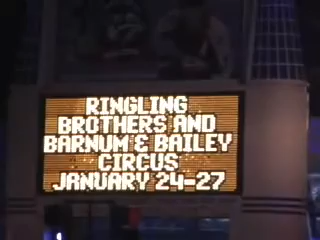 RINGLING
BROTHERS AND
BARNUM & BAILEY
CIRCUS
JANUARY 24-27